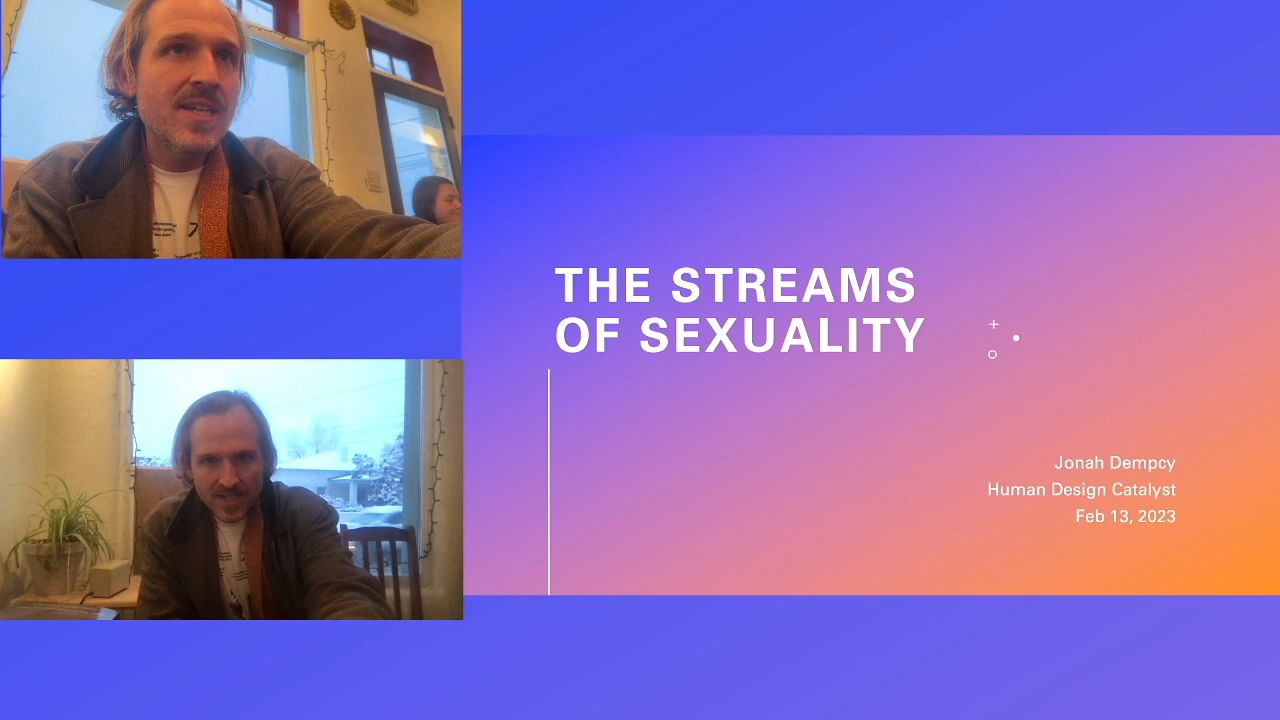 THE STREAMS
OF SEXUALITY
Jonah Dempcy
Human Design Catalyst
Feb 13, 2023